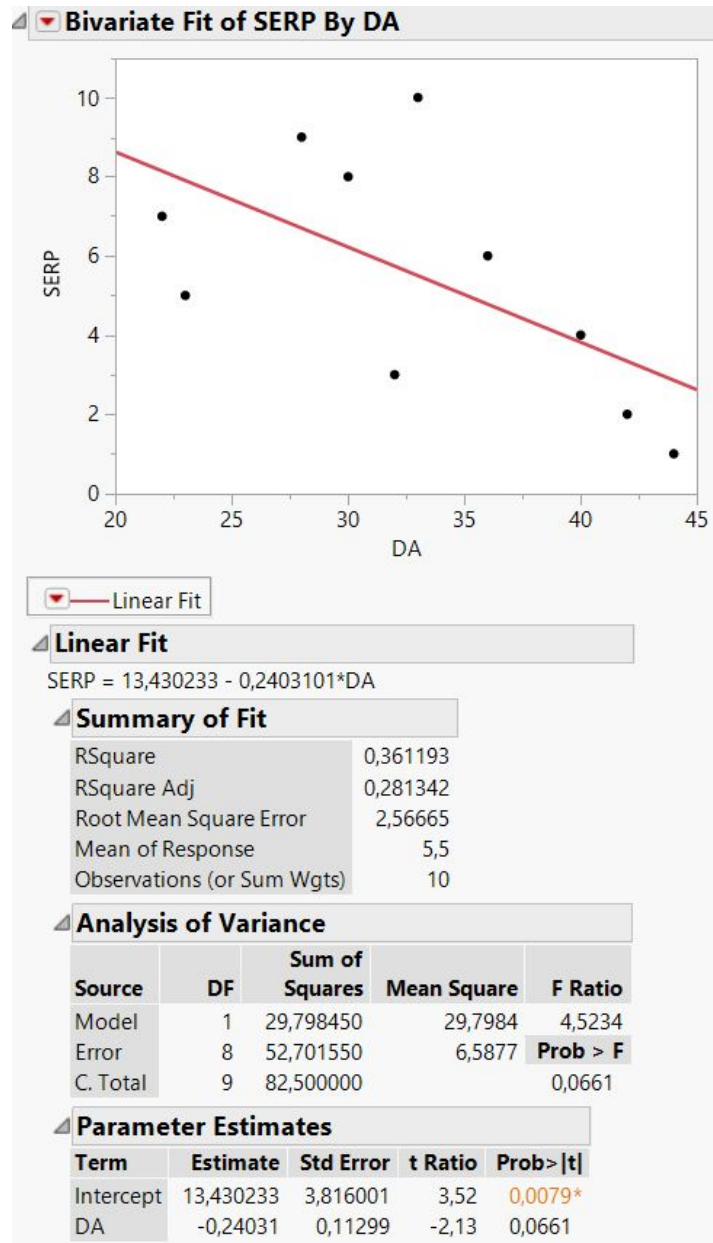 Bivariate Fit of SERP By DA
10
8
6
4
2
0
SERP
20 25 30 35 40 45
DA
Linear Fit
Linear Fit
SERP = 13,430233 - 0,2403101*DA
Summary of Fit
RSquare 0,361193
RSquare Adj 0,281342
Root Mean Square Error 2,56665
Mean of Response 5,5
Observations (or Sum Wgts) 10
Analysis of Variance
Sum of
Source DF Squares Mean Square F Ratio
Model 1 29,798450 29,7984 4,5234
Error 8 52,701550 6,5877 Prob > F
C. Total 9 82,500000 0,0661
Parameter Estimates
Term Estimate Std Error t Ratio Prob>|t|
Intercept 13,430233 3,816001 3,52 0,0079*
DA -0,24031 0,11299 -2,13 0,0661